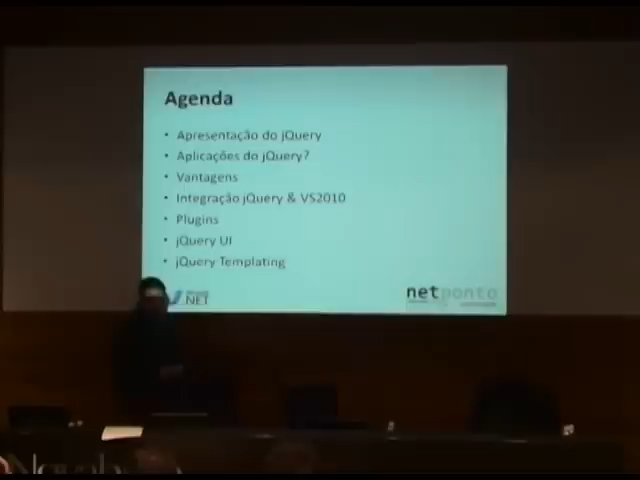 Agenda
• Apresentação do jQuery
• Aplicações do jQuery?
• Vantagens
• Integração jQuery & VS2010
• Plugins
• jQuery UI
• jQuery Templating
.NET
netponto